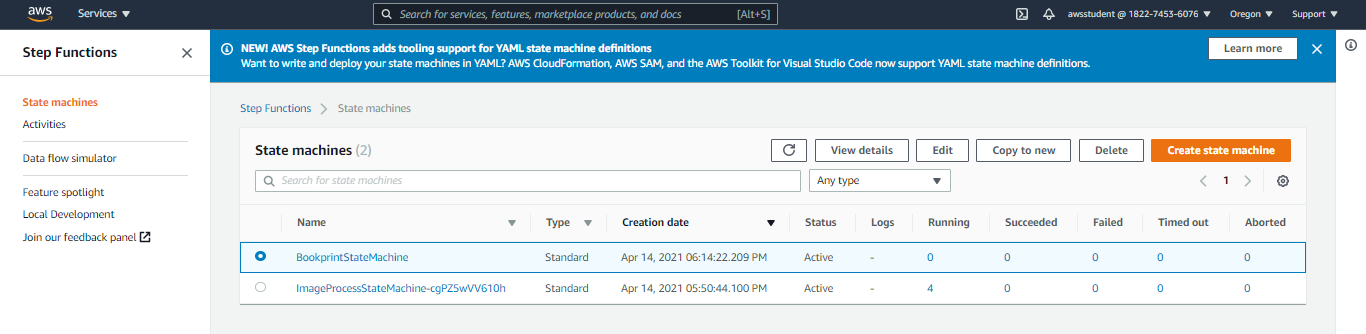 aws Services Search for services, features, marketplace products, and docs [Alt+S] awsstudent @ 1822-7453-6076 Oregon Support
Step Functions
State machines
Activities
Data flow simulator
Feature spotlight
Local Development
Join our feedback panel
NEW! AWS Step Functions adds tooling support for YAML state machine definitions
Want to write and deploy your state machines in YAML? AWS CloudFormation, AWS SAM, and the AWS Toolkit for Visual Studio Code now support YAML state machine definitions.
Learn more
Step Functions State machines
State machines (2) View details Edit Copy to new Delete Create state machine
Search for state machines Any type 1
Name Type Creation date Status Logs Running Succeeded Failed Timed out Aborted
BookprintStateMachine Standard Apr 14, 2021 06:14:22.209 PM Active - 0 0 0 0 0
ImageProcessStateMachine-cgPZ5wVV610h Standard Apr 14, 2021 05:50:44.100 PM Active - 4 0 0 0 0